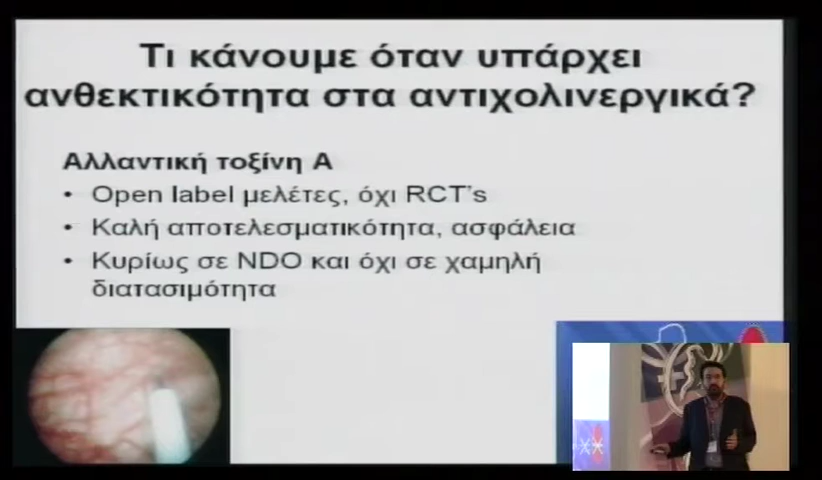 Τι κάνουμε όταν υπάρχει
ανθεκτικότητα στα αντιχολινεργικά?
Αλλαντική τοξίνη Α
• Open label μελέτες, όχι RCT's
• Καλή αποτελεσματικότητα, ασφάλεια
• Κυρίως σε NDO και όχι σε χαμηλή
διατασιμότητα